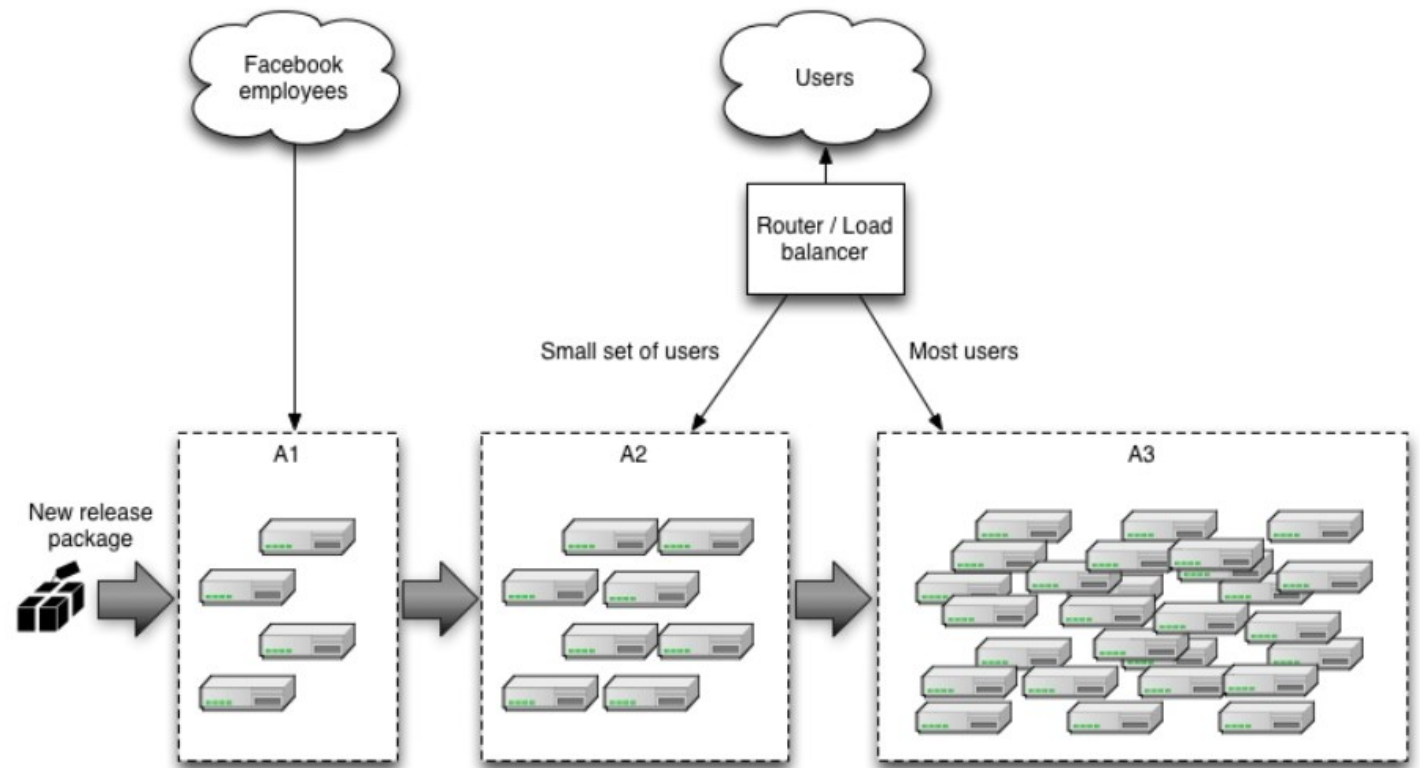 Facebook
employees
Users
Router / Load
balancer
Small set of users
Most users
A1
A2
A3
New release
package